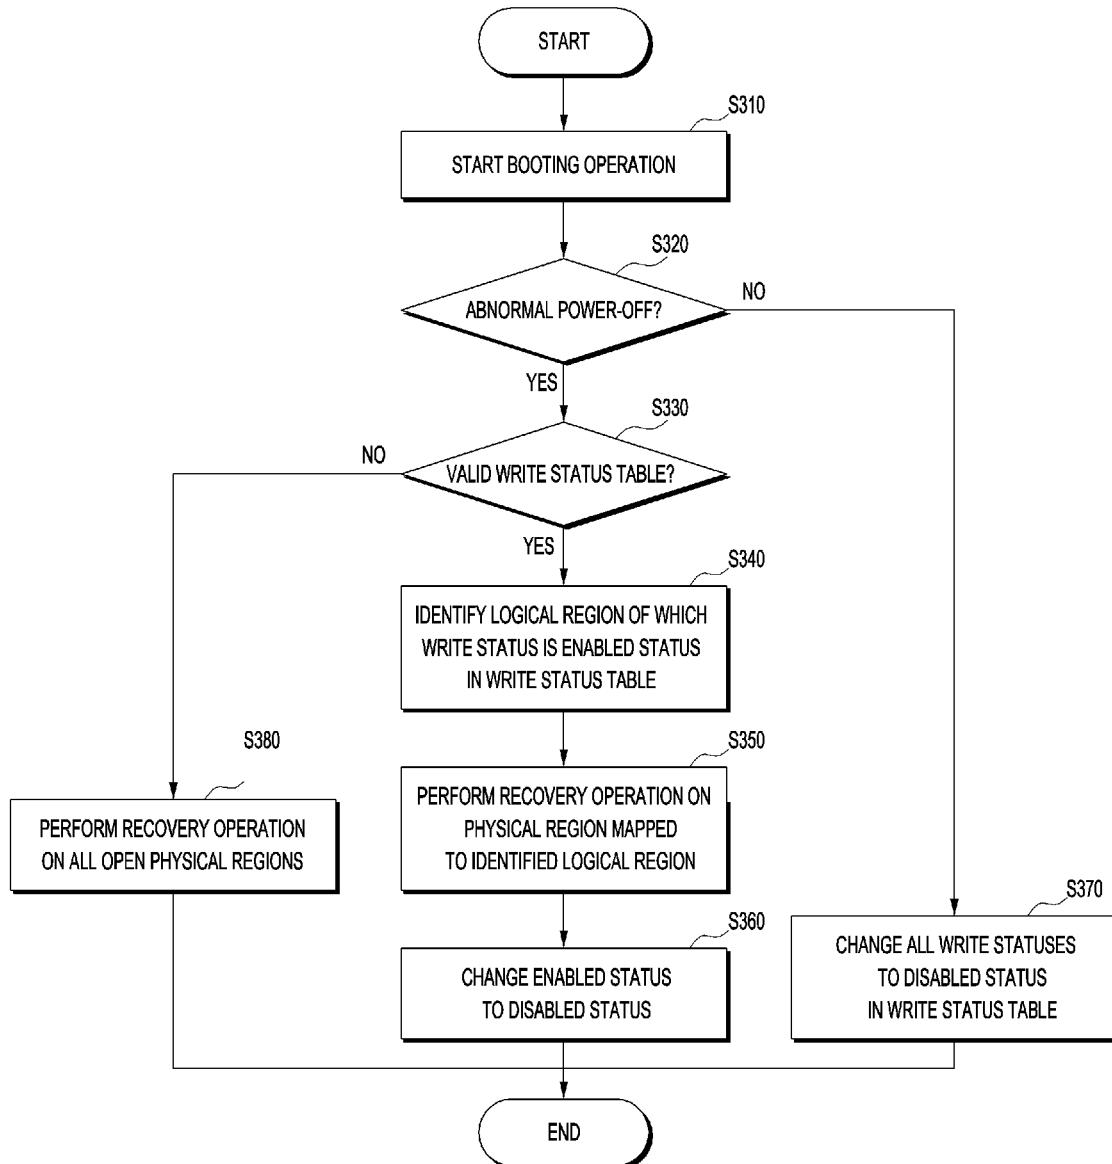 START
S310
START BOOTING OPERATION
S320
ABNORMAL POWER-OFF?
NO
YES
S330
NO
VALID WRITE STATUS TABLE?
YES
S340
IDENTIFY LOGICAL REGION OF WHICH
WRITE STATUS IS ENABLED STATUS
IN WRITE STATUS TABLE
S380
PERFORM RECOVERY OPERATION
ON ALL OPEN PHYSICAL REGIONS
S350
PERFORM RECOVERY OPERATION ON
PHYSICAL REGION MAPPED
TO IDENTIFIED LOGICAL REGION
S360
CHANGE ENABLED STATUS
TO DISABLED STATUS
S370
CHANGE ALL WRITE STATUSES
TO DISABLED STATUS
IN WRITE STATUS TABLE
END